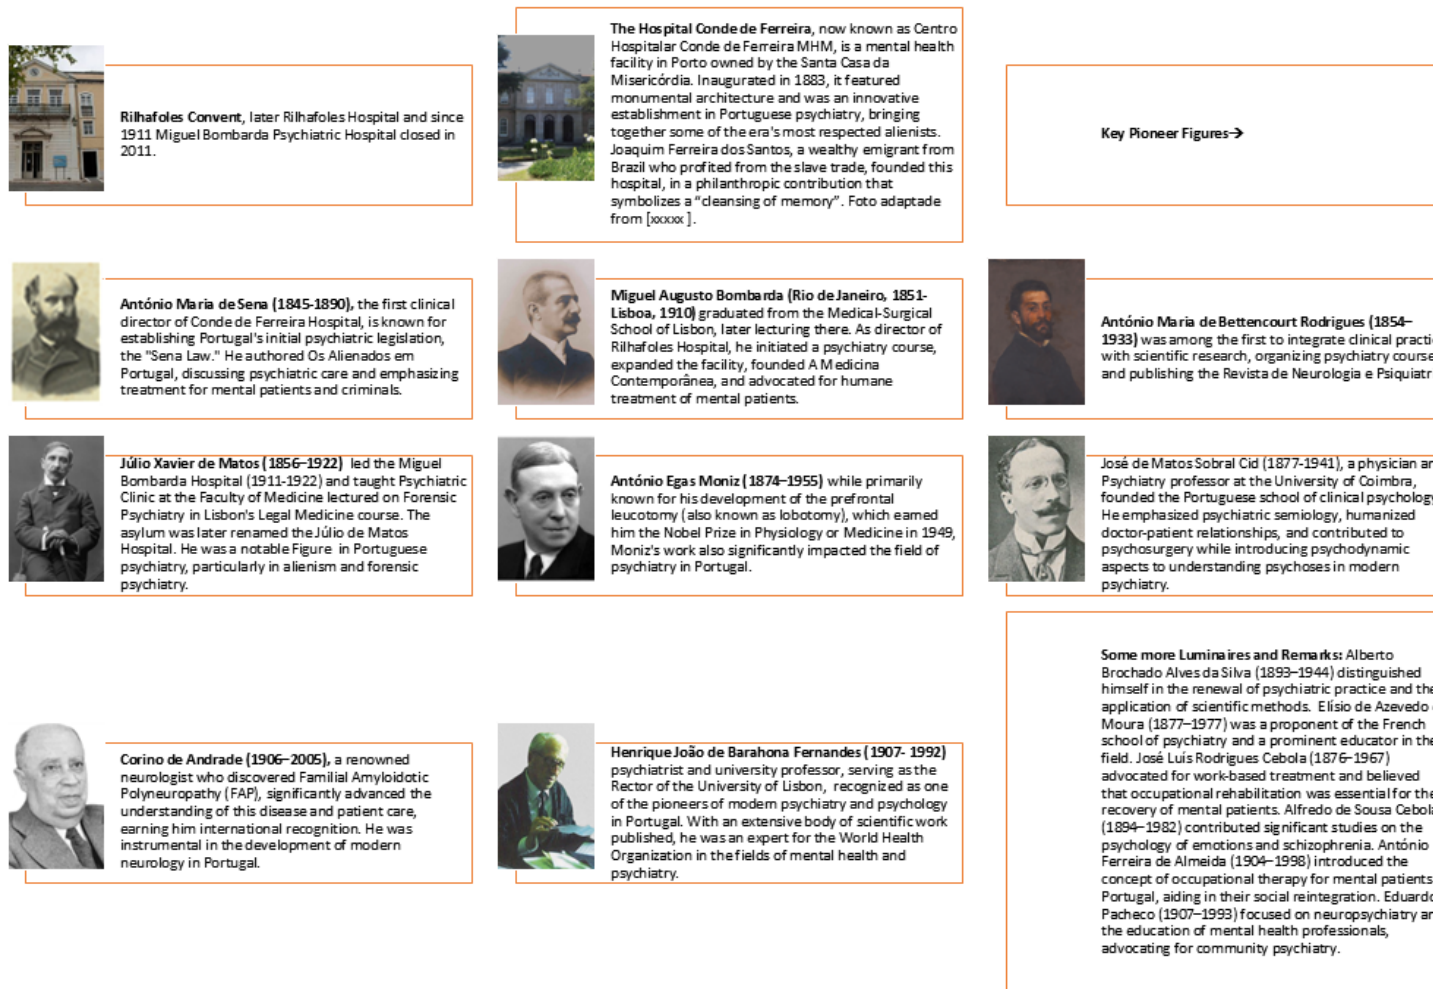 Rilhafoles Convent, later Rilhafoles Hospital and since
1911 Miguel Bombarda Psychiatric Hospital closed in
2011.
The Hospital Conde de Ferreira, now known as Centro
Hospitalar Conde de Ferreira MHM, is a mental health
facility in Porto owned by the Santa Casa da
Misericórdia. Inaugurated in 1883, it featured
monumental architecture and was an innovative
establishment in Portuguese psychiatry, bringing
together some of the era's most respected alienists.
Joaquim Ferreira dos Santos, a wealthy emigrant from
Brazil who profited from the slave trade, founded this
hospital, in a philanthropic contribution that
symbolizes a “cleansing of memory”. Foto adaptade
from [xxxxx ].
Key Pioneer Figures→
António Maria de Sena (1845-1890), the first clinical
director of Conde de Ferreira Hospital, is known for
establishing Portugal's initial psychiatric legislation,
the "Sena Law." He authored Os Alienados em
Portugal, discussing psychiatric care and emphasizing
treatment for mental patients and criminals.
Miguel Augusto Bombarda (Rio de Janeiro, 1851-
Lisboa, 1910) graduated from the Medical-Surgical
School of Lisbon, later lecturing there. As director of
Rilhafoles Hospital, he initiated a psychiatry course,
expanded the facility, founded A Medicina
Contemporânea, and advocated for humane
treatment of mental patients.
António Maria de Bettencourt Rodrigues (1854–
1933) was among the first to integrate clinical practi
with scientific research, organizing psychiatry course
and publishing the Revista de Neurologia e Psiquiatr
Júlio Xavier de Matos (1856–1922) led the Miguel
Bombarda Hospital (1911-1922) and taught Psychiatric
Clinic at the Faculty of Medicine lectured on Forensic
Psychiatry in Lisbon's Legal Medicine course. The
asylum was later renamed the Júlio de Matos
Hospital. He was a notable Figure in Portuguese
psychiatry, particularly in alienism and forensic
psychiatry.
António Egas Moniz (1874–1955) while primarily
known for his development of the prefrontal
leucotomy (also known as lobotomy), which earned
him the Nobel Prize in Physiology or Medicine in 1949,
Moniz's work also significantly impacted the field of
psychiatry in Portugal.
José de Matos Sobral Cid (1877-1941), a physician an
Psychiatry professor at the University of Coimbra,
founded the Portuguese school of clinical psychology
He emphasized psychiatric semiology, humanized
doctor-patient relationships, and contributed to
psychosurgery while introducing psychodynamic
aspects to understanding psychoses in modern
psychiatry.
Corino de Andrade (1906–2005), a renowned
neurologist who discovered Familial Amyloidotic
Polyneuropathy (FAP), significantly advanced the
understanding of this disease and patient care,
earning him international recognition. He was
instrumental in the development of modern
neurology in Portugal.
Henrique João de Barahona Fernandes (1907- 1992)
psychiatrist and university professor, serving as the
Rector of the University of Lisbon, recognized as one
of the pioneers of modern psychiatry and psychology
in Portugal. With an extensive body of scientific work
published, he was an expert for the World Health
Organization in the fields of mental health and
psychiatry.
Some more Luminaires and Remarks: Alberto
Brochado Alves da Silva (1893–1944) distinguished
himself in the renewal of psychiatric practice and the
application of scientific methods. Elísio de Azevedo
Moura (1877–1977) was a proponent of the French
school of psychiatry and a prominent educator in the
field. José Luís Rodrigues Cebola (1876–1967)
advocated for work-based treatment and believed
that occupational rehabilitation was essential for the
recovery of mental patients. Alfredo de Sousa Cebola
(1894–1982) contributed significant studies on the
psychology of emotions and schizophrenia. António
Ferreira de Almeida (1904–1998) introduced the
concept of occupational therapy for mental patients
Portugal, aiding in their social reintegration. Eduardo
Pacheco (1907–1993) focused on neuropsychiatry an
the education of mental health professionals,
advocating for community psychiatry.